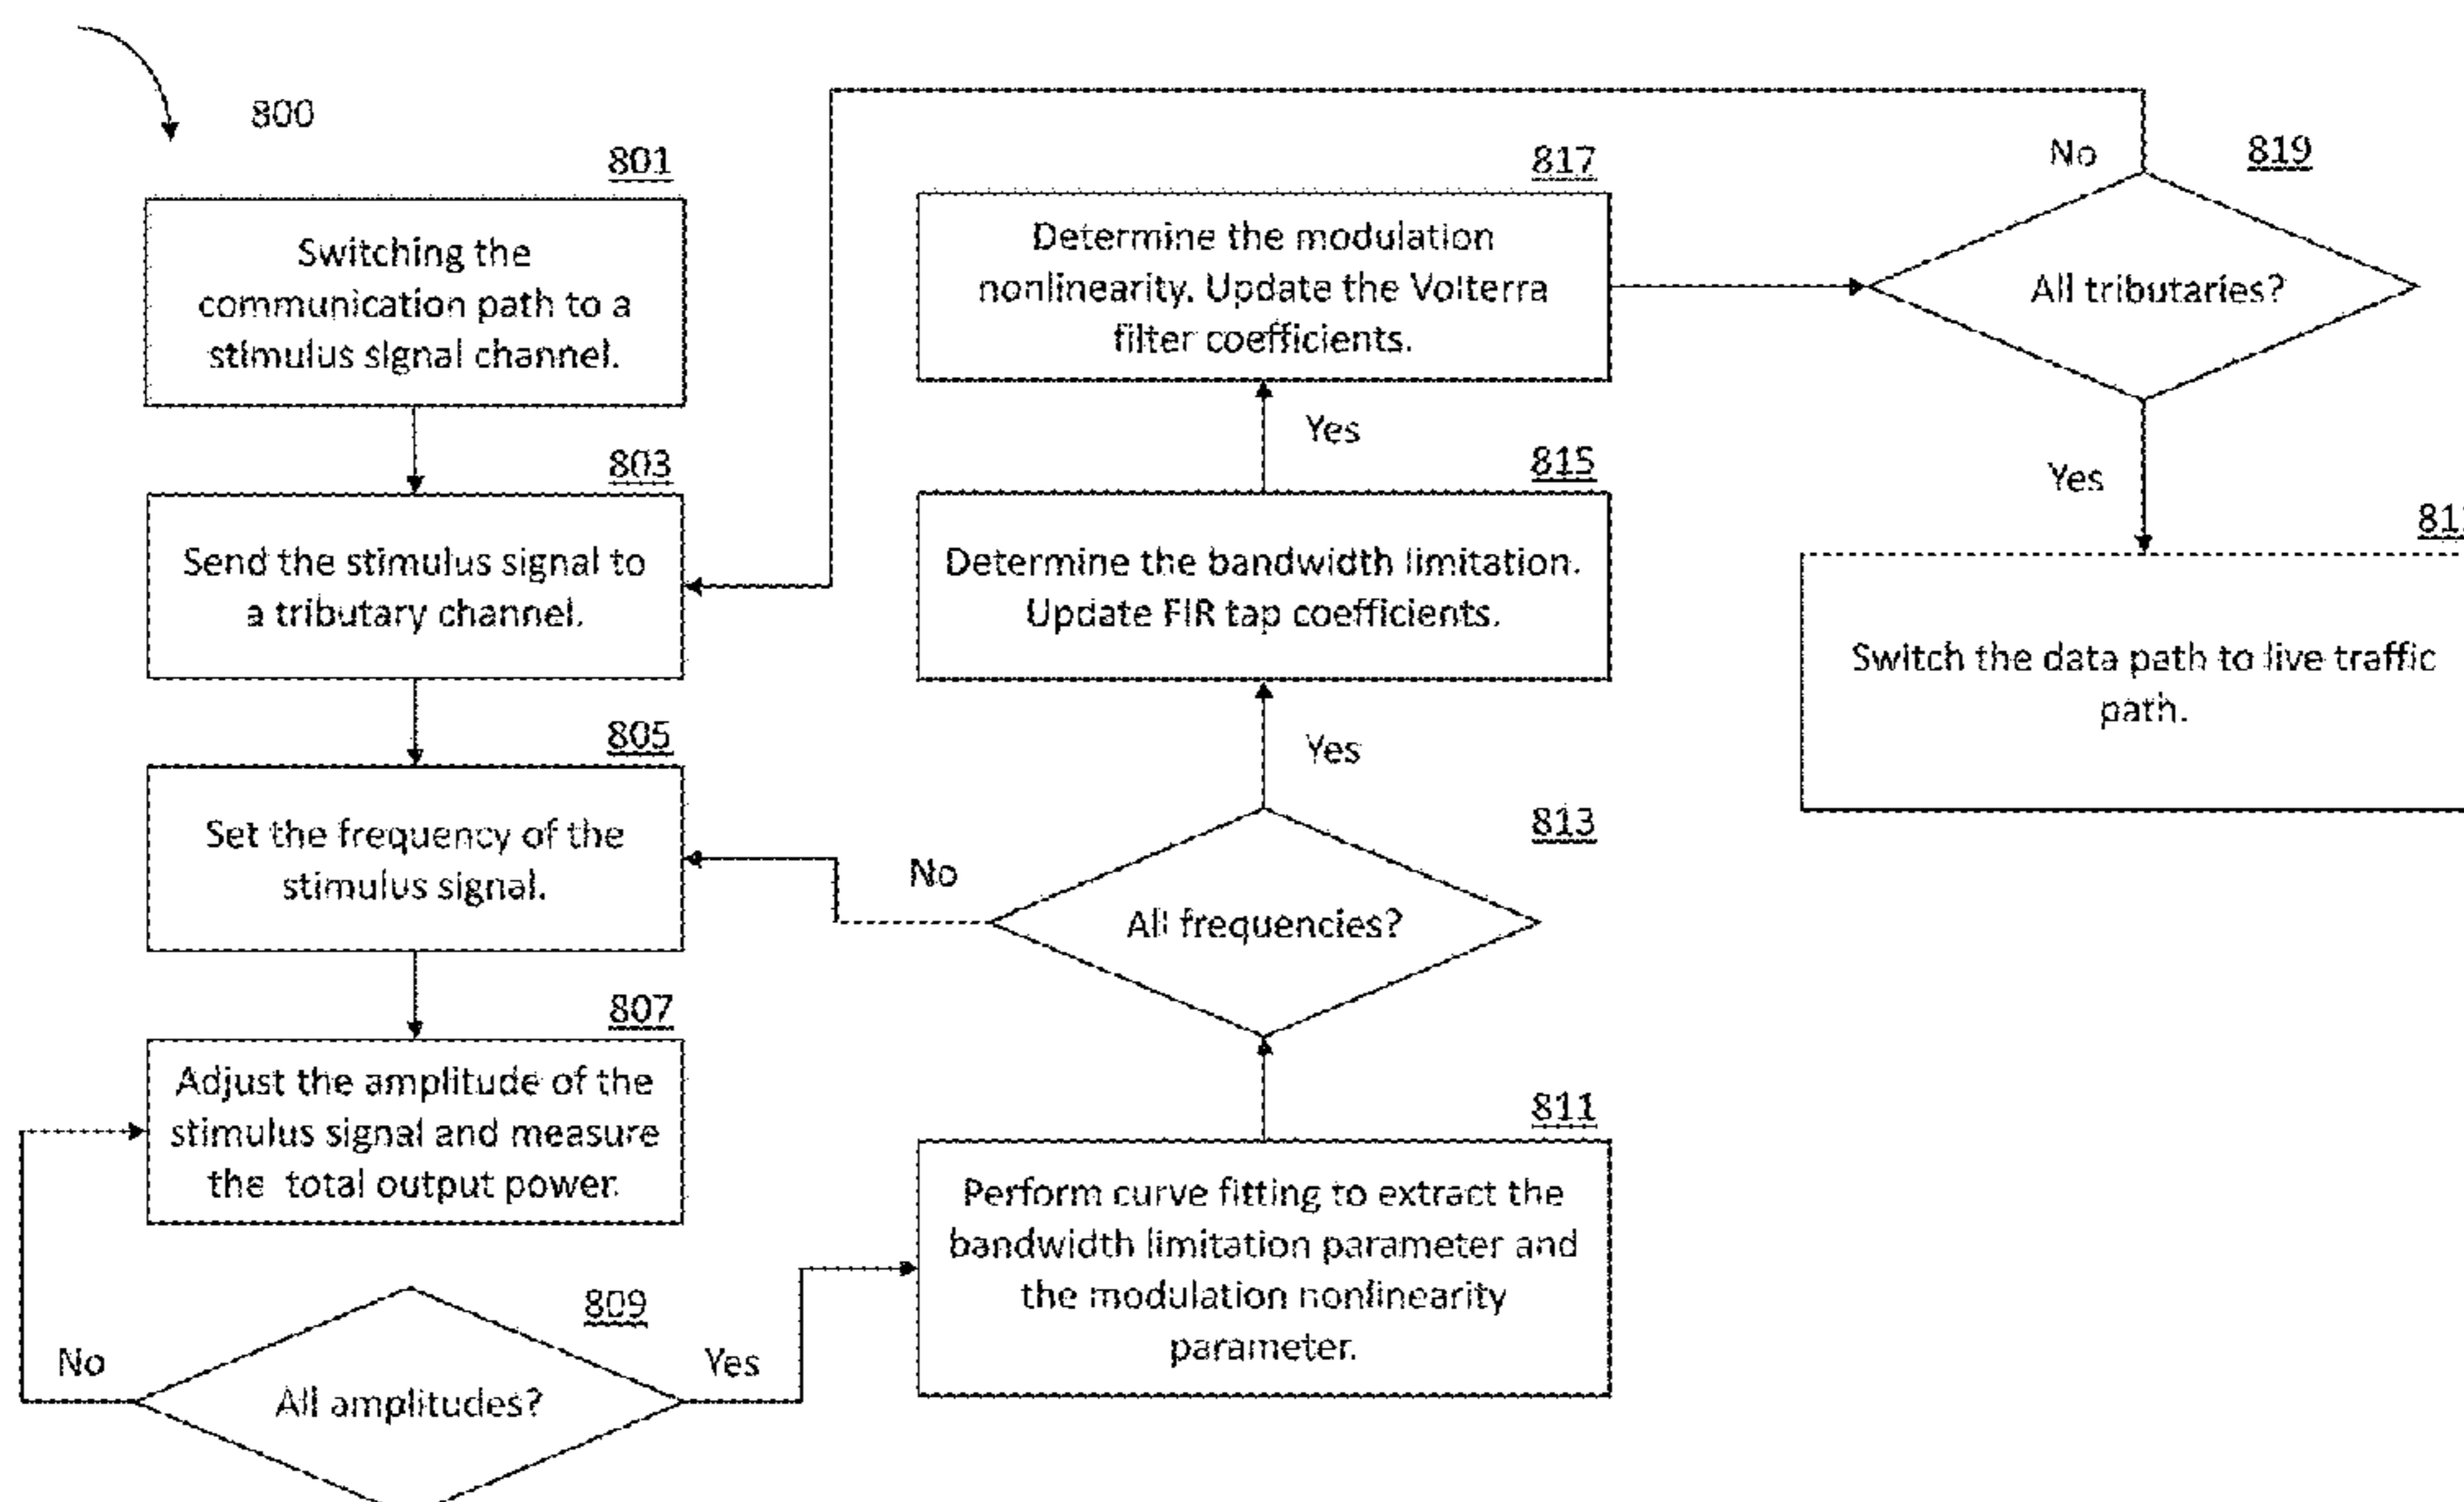 800
801
Switching the
communication path to a
stimulus signal channel.
803
Send the stimulus signal to
a tributary channel.
805
Set the frequency of the
stimulus signal.
807
Adjust the amplitude of the
stimulus signal and measure
the total output power.
809
All amplitudes?
No
Yes
811
Perform curve fitting to extract the
bandwidth limitation parameter and
the modulation nonlinearity
parameter.
813
All frequencies?
No
Yes
815
Determine the bandwidth limitation.
Update FIR tap coefficients.
Yes
817
Determine the modulation
nonlinearity. Update the Volterra
filter coefficients.
819
All tributaries?
No
Yes
Switch the data path to live traffic
path.